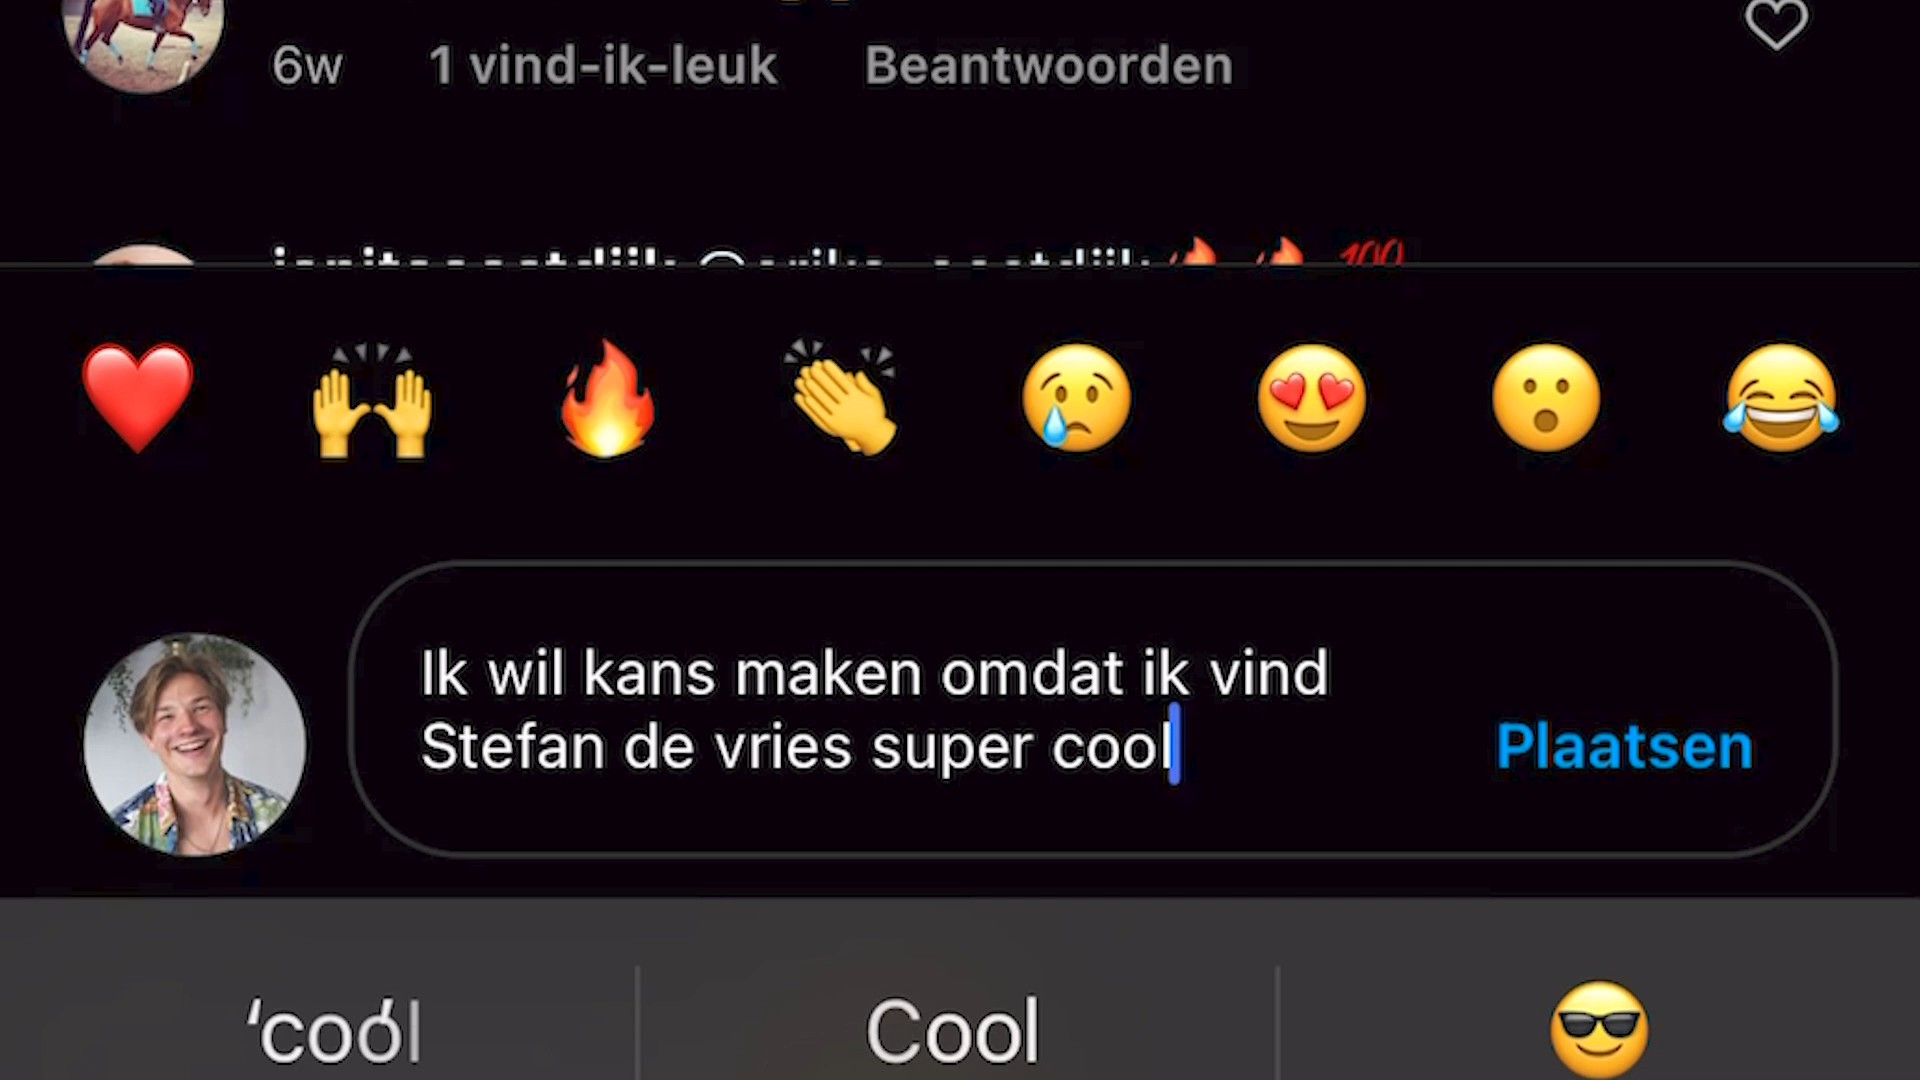 6w 1 vind-ik-leuk Beantwoorden
Ik wil kans maken omdat ik vind
Stefan de vries super cool
Plaatsen
‘cool’ Cool 😎